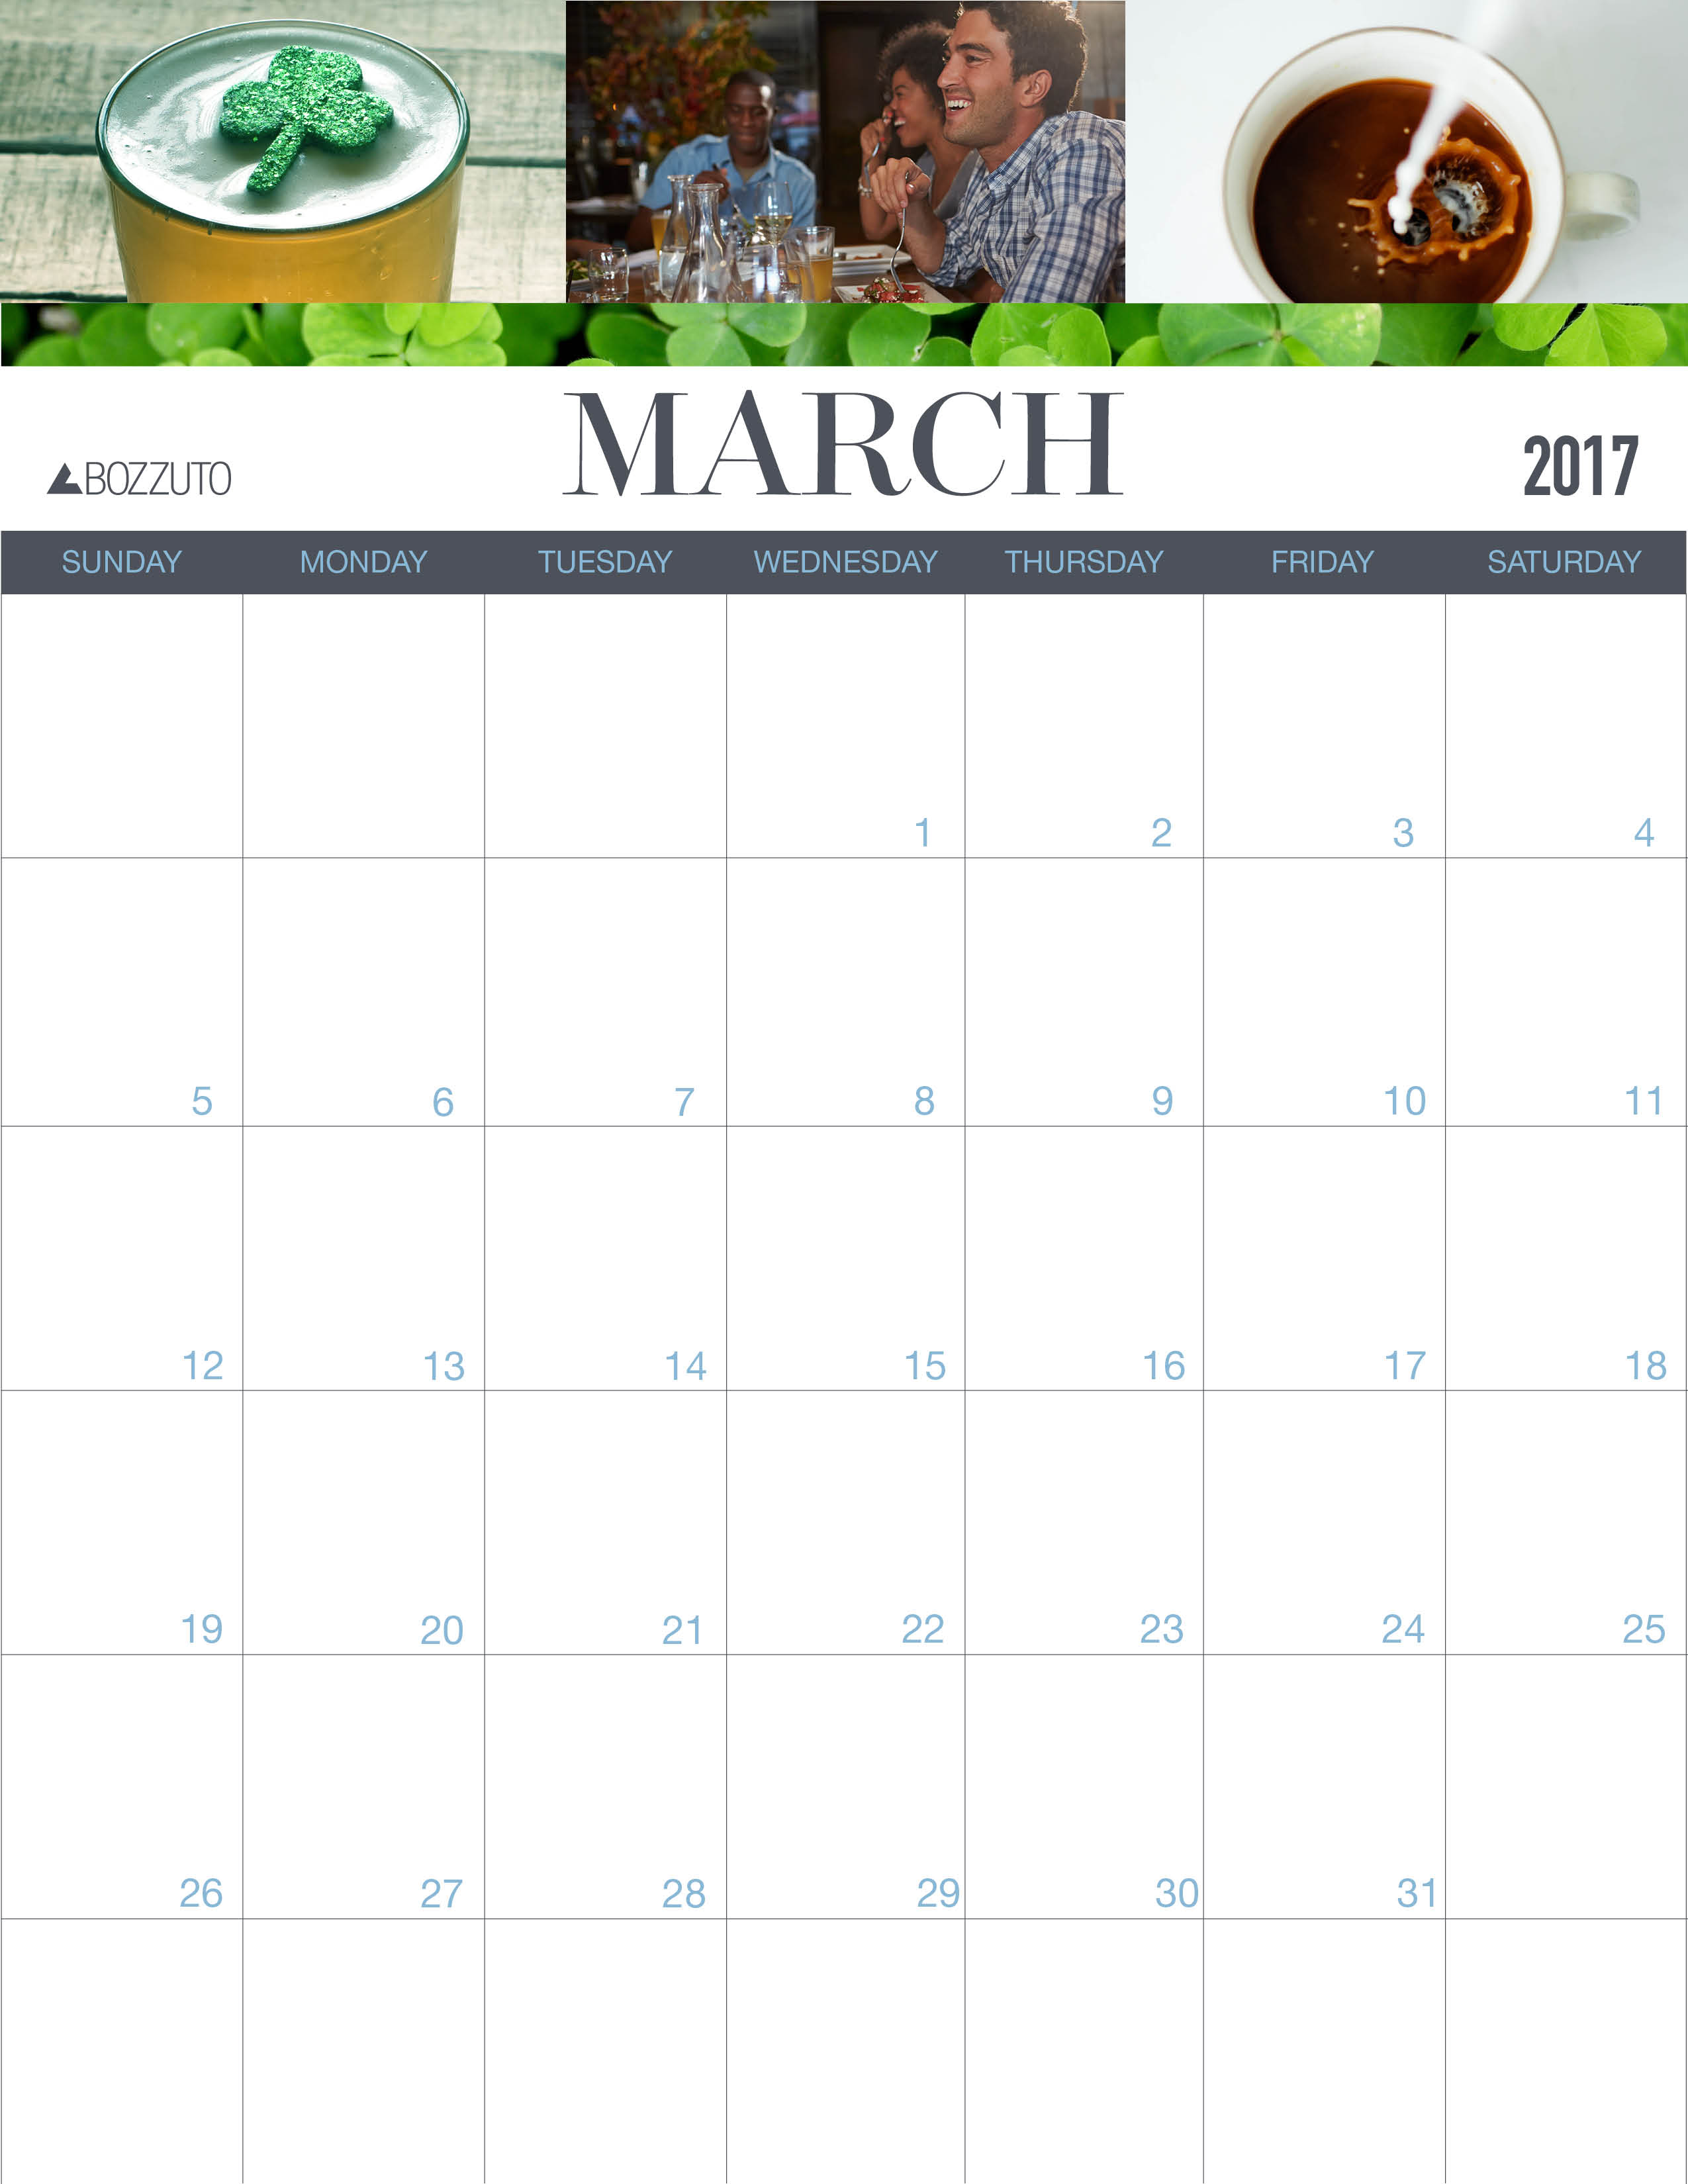 MARCH
BOZZUTO
2017
SUNDAY MONDAY TUESDAY WEDNESDAY THURSDAY FRIDAY SATURDAY
1 2 3 4
5 6 7 8 9 10 11
12 13 14 15 16 17 18
19 20 21 22 23 24 25
26 27 28 29 30 31